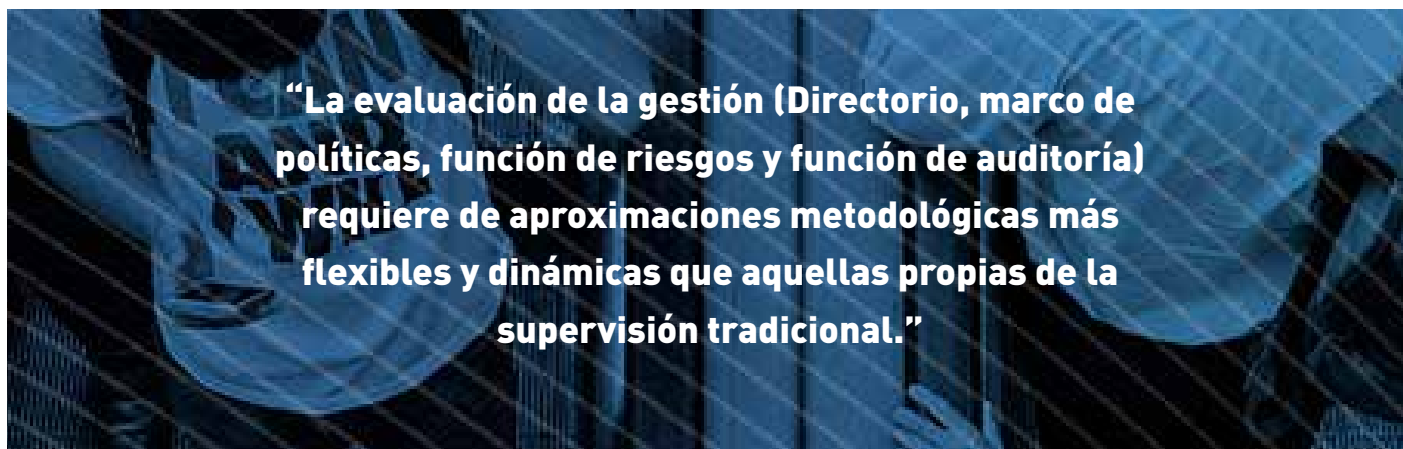 “La evaluación de la gestión (Directorio, marco de
políticas, función de riesgos y función de auditoría)
requiere de aproximaciones metodológicas más
flexibles y dinámicas que aquellas propias de la
supervisión tradicional.”